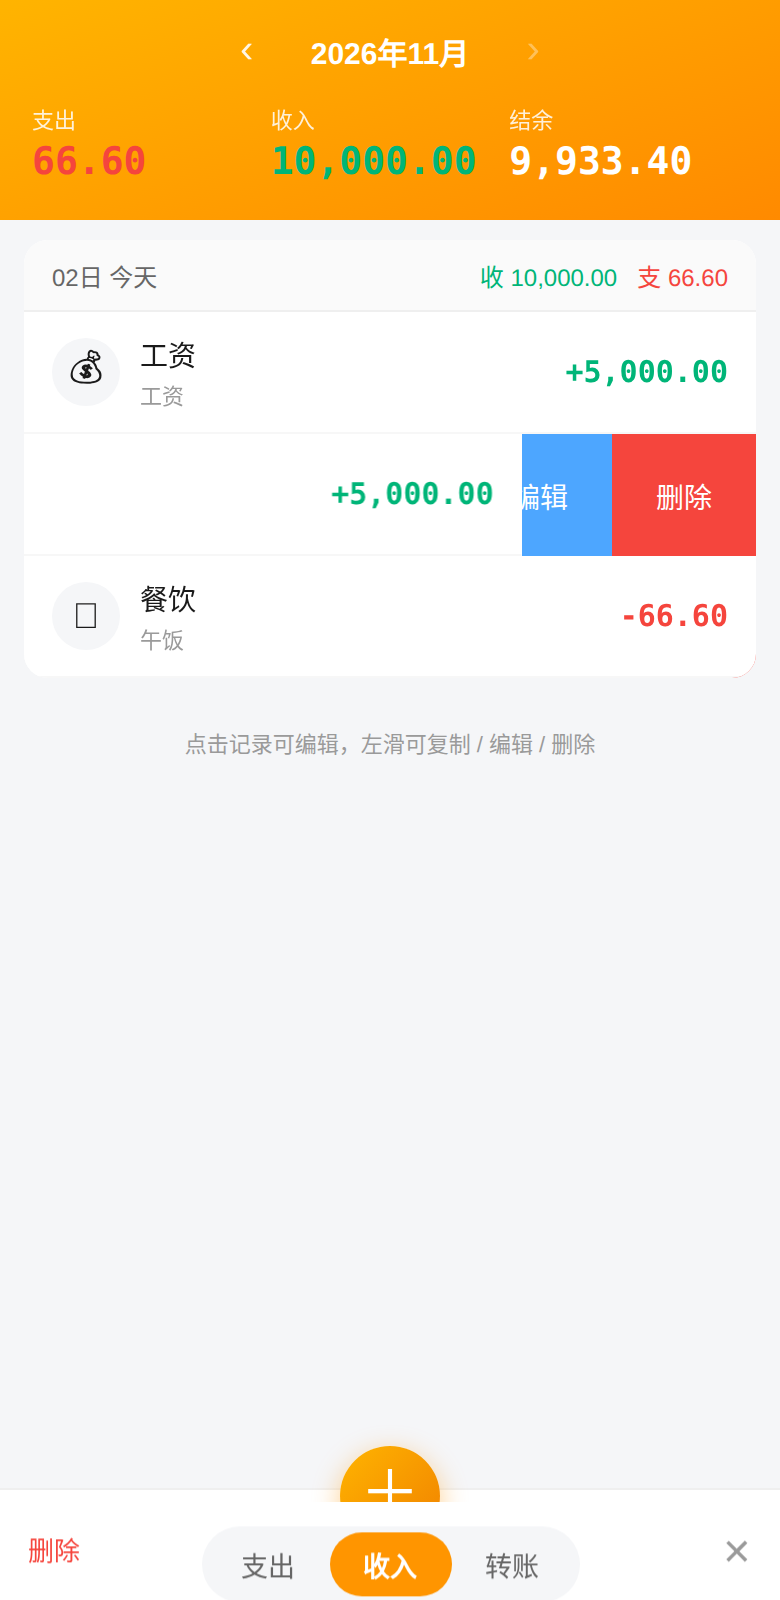 2026年11月
支出 收入 结余
66.60 10,000.00 9,933.40
02日 今天 收 10,000.00 支 66.60
工资
工资
+5,000.00
+5,000.00 编辑 删除
餐饮
午饭
-66.60
点击记录可编辑，左滑可复制 / 编辑 / 删除
删除 支出 收入 转账 ✕